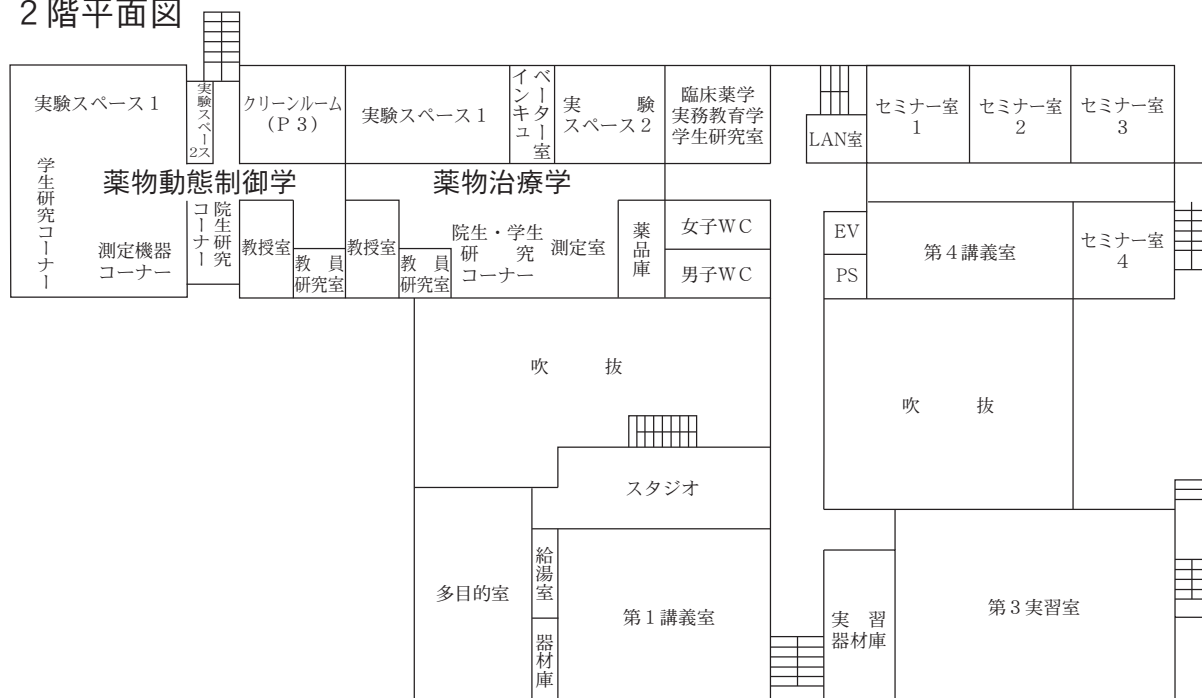 ２階平面図
実験スペース１
実験スペース2
クリーンルーム
（Ｐ３）
実験スペース１
インキュ
ベーター室
実　験
スペース２
臨床薬学
実務教育学
学生研究室
LAN室
セミナー室
1
セミナー室
2
セミナー室
3
学生研究コーナー
薬物動態制御学
薬物治療学
測定機器
コーナー
院生研究
コーナー
教授室
教　員
研究室
教授室
教　員
研究室
院生・学生
研　究
コーナー
測定室
薬品庫
女子ＷＣ
男子ＷＣ
EV
PS
第４講義室
セミナー室
4
吹　抜
吹　抜
スタジオ
多目的室
給湯室
器材庫
第１講義室
実　習
器材庫
第３実習室